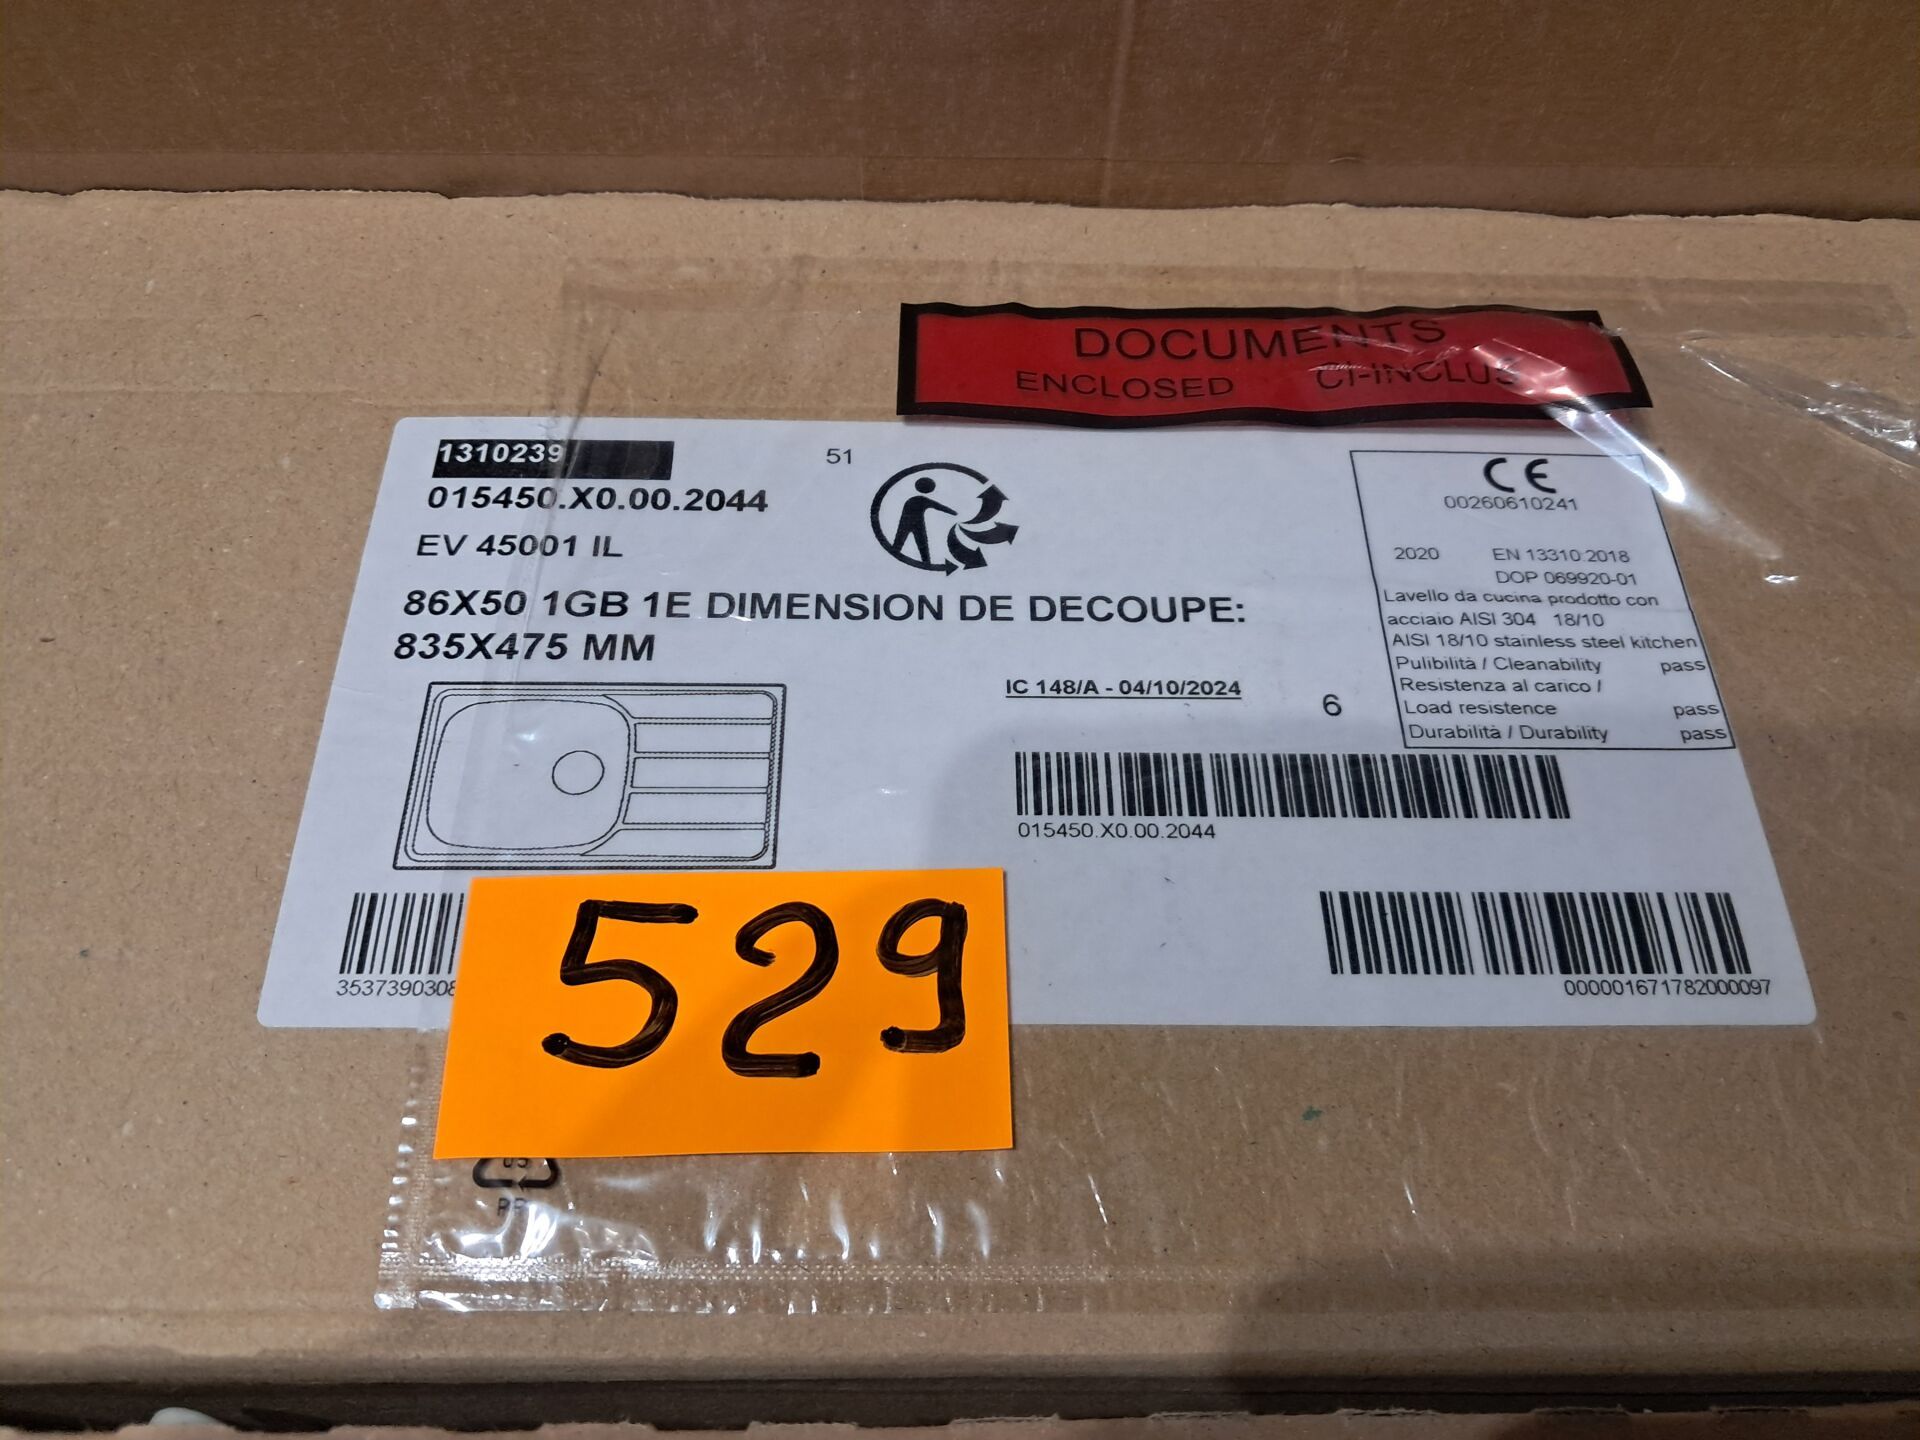 DOCUMENTS
ENCLOSED CI-INCLUS
1310239
51
015450.X0.00.2044
EV 45001 IL
86X50 1GB 1E DIMENSION DE DECOUPE:
835X475 MM
CE
00260610241
2020 EN 13310:2018
DOP 069920-01
Lavello da cucina prodotto con
acciaio AISI 304 18/10
AISI 18/10 stainless steel kitchen
Pulibilità / Cleanability pass
Resistenza al carico /
Load resistence pass
Durabilità / Durability pass
IC 148/A - 04/10/2024
6
015450.X0.00.2044
353739030
000001671782000097
529